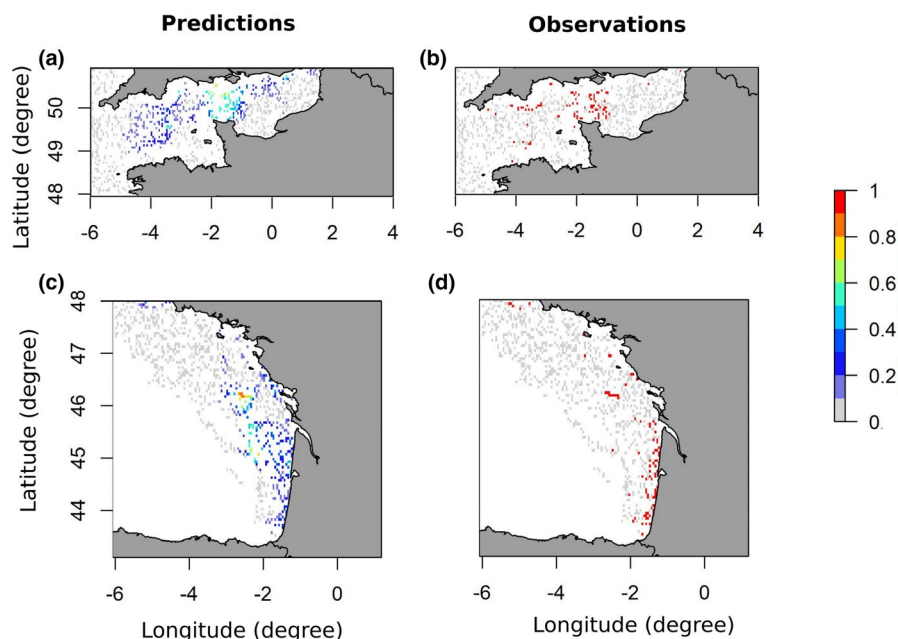 Predictions
Observations
(a)
(b)
Latitude (degree)
50
49
48
-6 -4 -2 0 2 4
-6 -4 -2 0 2 4
1
0.8
0.6
0.4
0.2
0
(c)
(d)
Latitude (degree)
48
47
46
45
44
-6 -4 -2 0
-6 -4 -2 0
Longitude (degree)
Longitude (degree)